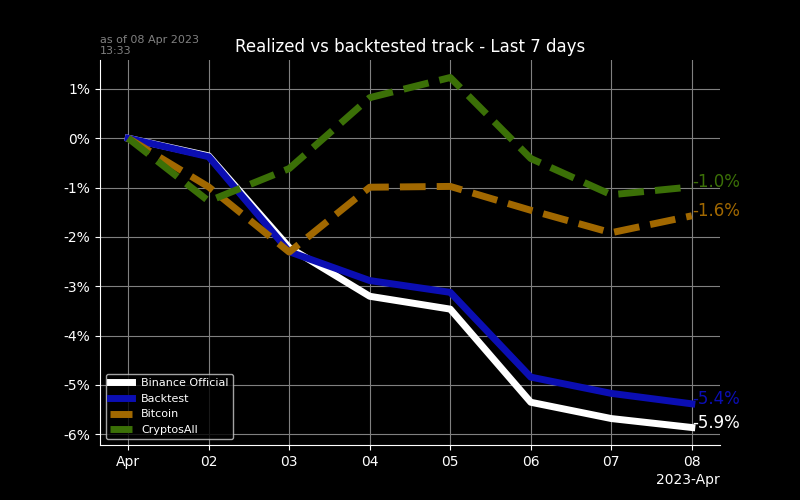 as of 08 Apr 2023
13:33
Realized vs backtested track - Last 7 days
1%
0%
-1%
-2%
-3%
-4%
-5%
-6%
-1.0%
-1.6%
-5.4%
-5.9%
Binance Official
Backtest
Bitcoin
CryptosAll
Apr 02 03 04 05 06 07 08
2023-Apr